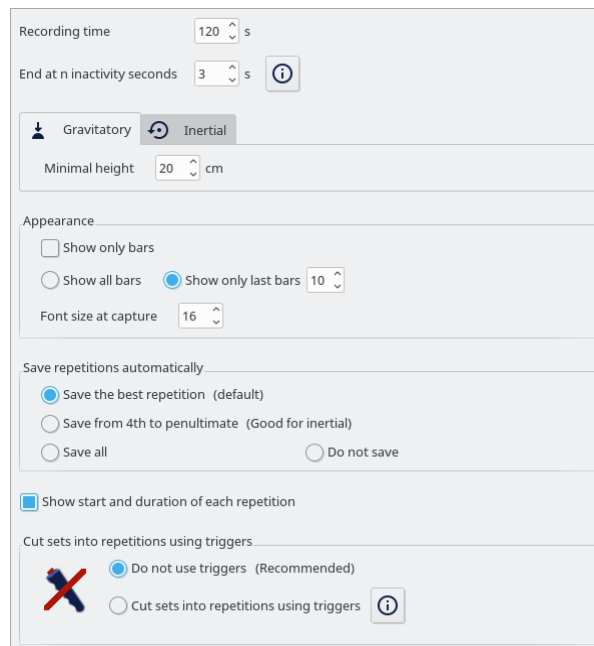 Recording time 120 s
End at n inactivity seconds 3 s
Gravitatory Inertial
Minimal height 20 cm
Appearance
Show only bars
Show all bars Show only last bars 10
Font size at capture 16
Save repetitions automatically
Save the best repetition (default)
Save from 4th to penultimate (Good for inertial)
Save all Do not save
Show start and duration of each repetition
Cut sets into repetitions using triggers
Do not use triggers (Recommended)
Cut sets into repetitions using triggers